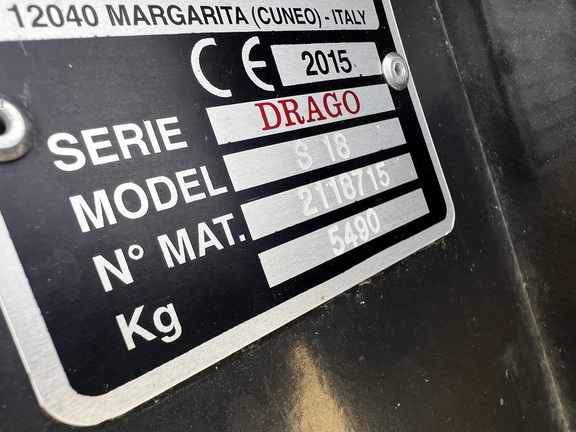 12040 MARGARITA (CUNEO) - ITALY
CE 2015
SERIE DRAGO
MODEL S 18
N° MAT. 2118715
Kg 5490